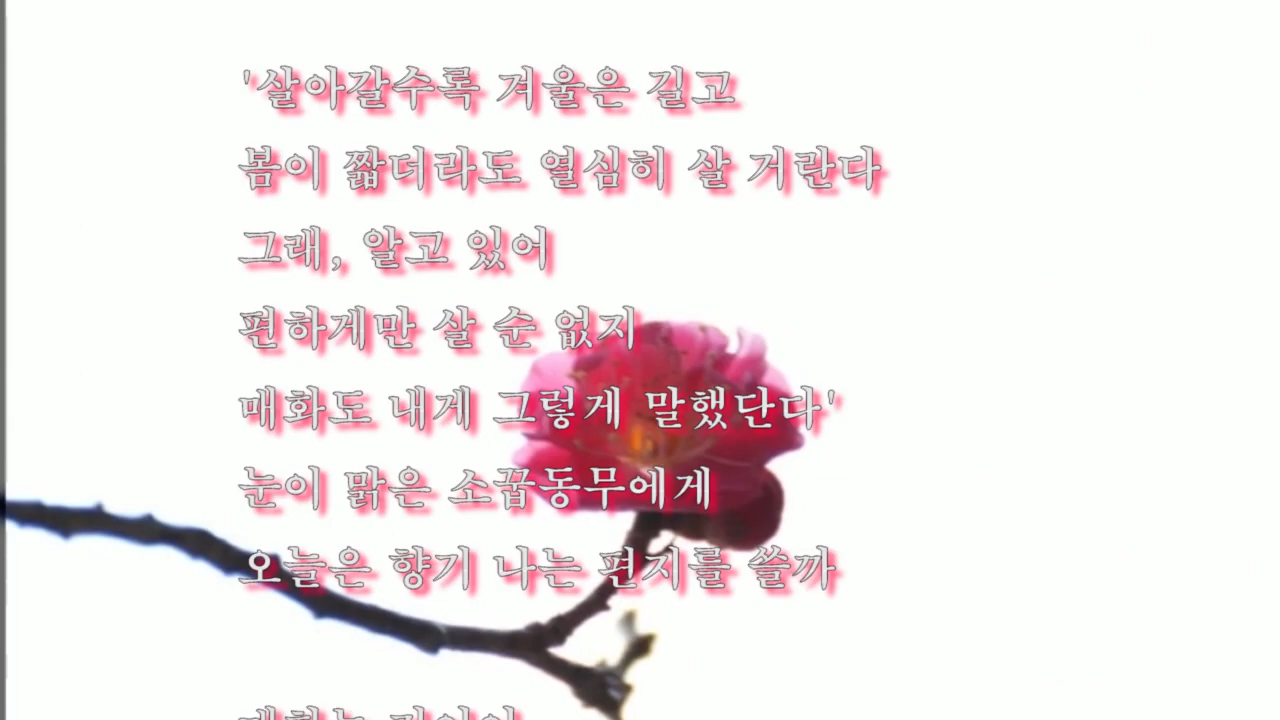 '살아갈수록 겨울은 길고
봄이 짧더라도 열심히 살 거란다
그래, 알고 있어
편하게만 살 순 없지
매화도 내게 그렇게 말했단다'
눈이 맑은 소꿉동무에게
오늘은 향기 나는 편지를 쓸까